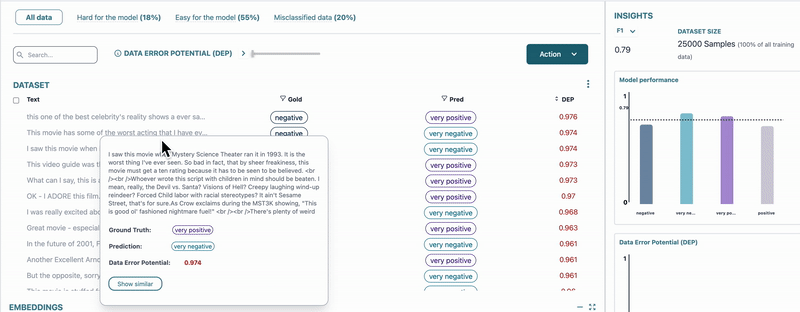 All data
Hard for the model (18%)
Easy for the model (55%)
Misclassified data (20%)
Search...
DATA ERROR POTENTIAL (DEP)
Action
DATASET
Text
Gold
Pred
DEP
this one of the best celebrity's reality shows a ever sa...
negative
very positive
0.976
This movie has some of the worst acting that I have ev...
negative
very negative
0.974
I saw this movie when
very negative
0.974
This video guide was t
very positive
0.973
What can I say, this is
very positive
0.973
OK - I ADORE this film.
very positive
0.97
I was really excited abo
very negative
0.968
Great movie - especial
very positive
0.963
In the future of 2001, F
very negative
0.961
Another Excellent Arno
very positive
0.961
But the opposite, sorry
very negative
0.961
I saw this movie Mystery Science Theater ran it in 1993. It is the
worst thing I've ever seen. So bad in fact, that by sheer freakiness, this
movie must get a ten rating because it has to be seen to be believed. <br
/><br />Whoever wrote this script with children in mind should be beaten. I
mean, really, the Devil vs. Santa? Visions of Hell? Creepy laughing wind-up
reindeer? Forced Child labor with racial stereotypes? It ain't Sesame
Street, that's for sure.As Crow exclaims during the MST3K showing, "This
is good ol' fashioned nightmare fuel!" <br /><br />There's plenty of weird
Ground Truth:
very positive
Prediction:
very negative
Data Error Potential:
0.974
Show similar
EMBEDDINGS
INSIGHTS
F1
0.79
DATASET SIZE
25000 Samples (100% of all training
data)
Model performance
1
0.79
0
negative
very ne...
very po...
positive
Data Error Potential (DEP)
1